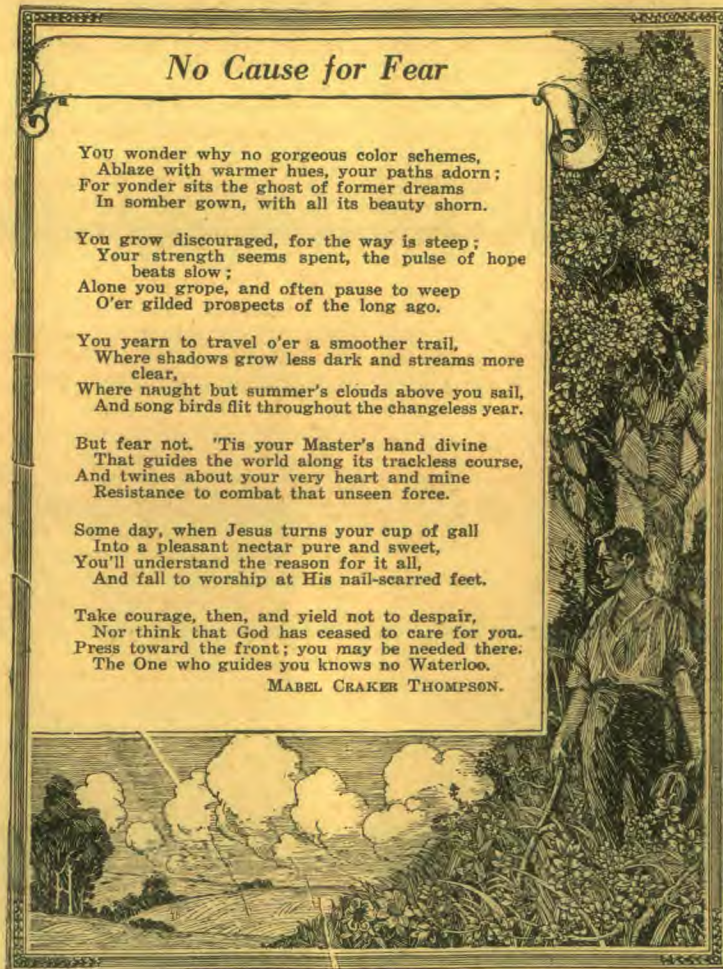 No Cause for Fear
You wonder why no gorgeous color schemes,
Ablaze with warmer hues, your paths adorn;
For yonder sits the ghost of former dreams
In somber gown, with all its beauty shorn.
You grow discouraged, for the way is steep;
Your strength seems spent, the pulse of hope
beats slow;
Alone you grope, and often pause to weep
O'er gilded prospects of the long ago.
You yearn to travel o'er a smoother trail,
Where shadows grow less dark and streams more
clear,
Where naught but summer's clouds above you sail,
And song birds flit throughout the changeless year.
But fear not. 'Tis your Master's hand divine
That guides the world along its trackless course,
And twines about your very heart and mine
Resistance to combat that unseen force.
Some day, when Jesus turns your cup of gall
Into a pleasant nectar pure and sweet,
You'll understand the reason for it all,
And fall to worship at His nail-scarred feet.
Take courage, then, and yield not to despair,
Nor think that God has ceased to care for you.
Press toward the front; you may be needed there.
The One who guides you knows no Waterloo.
MABEL CRAKER THOMPSON.